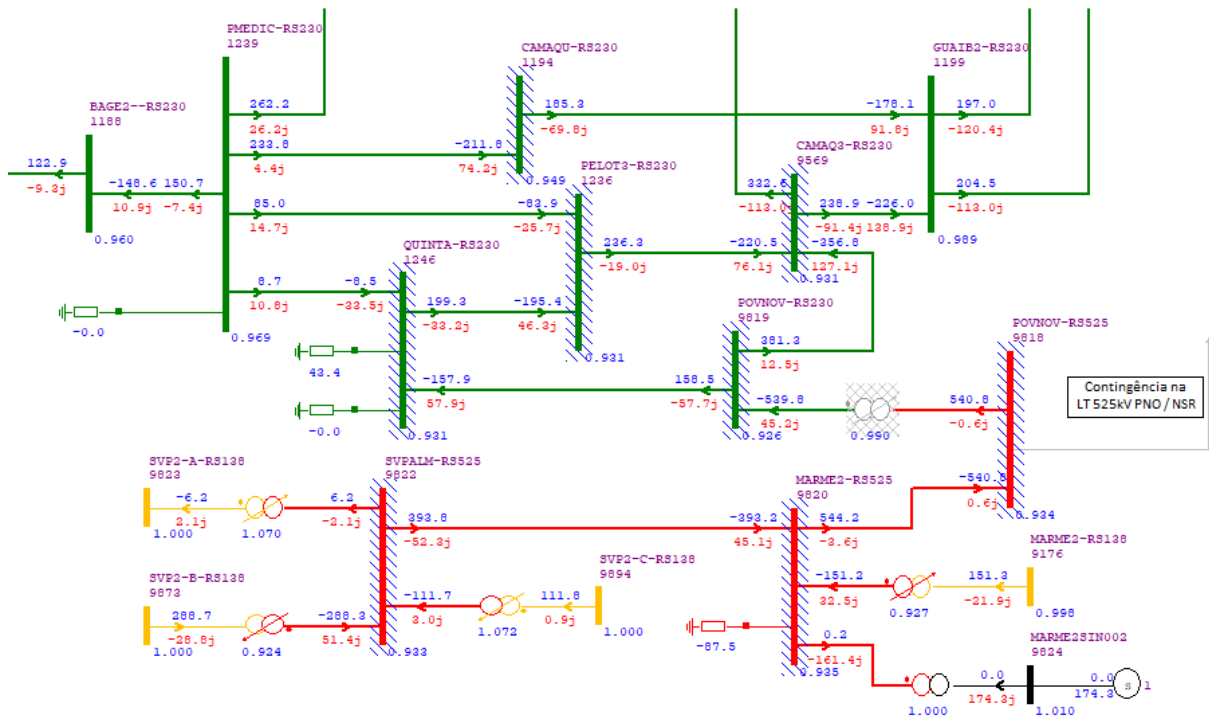 PMEDIC-RS230
1239
CAMAQU-RS230
1194
GUAIB2-RS230
1199
BAGE2--RS230
1188
262.2
26.2j
185.3
-69.8j
-178.1
91.8j
197.0
-120.4j
233.8
4.4j
-211.8
74.2j
CAMAQ3-RS230
9569
PELOT3-RS230
1236
0.949
122.9
-9.3j
-148.6
10.9j
150.7
-7.4j
332.6
-113.0j
204.5
-113.0j
85.0
14.7j
-83.9
-25.7j
238.9
-91.4j
-226.0
138.9j
0.960
0.989
QUINTA-RS230
1246
236.3
-19.0j
-220.5
76.1j
-356.8
127.1j
0.931
8.7
10.8j
-8.5
-33.5j
199.3
-33.2j
-195.4
46.3j
POVNOV-RS230
9819
POVNOV-RS525
9818
-0.0
0.969
0.931
381.3
12.5j
43.4
-157.9
57.9j
158.5
-57.7j
Contingência na
LT 525kV PNO / NSR
-539.8
45.2j
540.8
-0.6j
-0.0
0.931
0.926
0.990
SVP2-A-RS138
9823
SVPALM-RS525
9822
MARME2-RS525
9820
-6.2
2.1j
6.2
-2.1j
-540.8
0.6j
1.000
1.070
0.934
393.8
-52.3j
-393.2
45.1j
544.2
-3.6j
MARME2-RS138
9176
SVP2-B-RS138
9873
SVP2-C-RS138
9894
-151.2
32.5j
151.3
-21.9j
0.927
0.998
288.7
-28.8j
-288.3
51.4j
-111.7
3.0j
111.8
0.9j
1.000
0.924
1.072
1.000
0.933
-87.5
0.2
-161.4j
MARME2SIN002
9824
0.935
0.0
174.3j
0.0
174.3
S
1
1.000
1.010